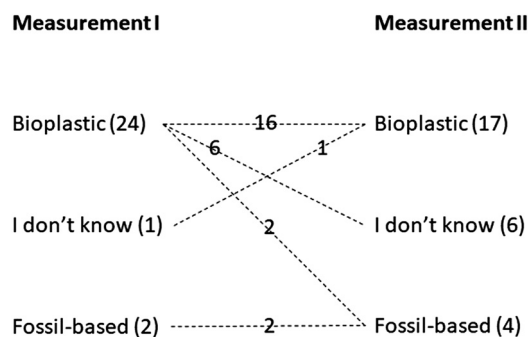 Measurement I Measurement II
Bioplastic (24) 16 Bioplastic (17)
6 1
I don't know (1) 2 I don't know (6)
Fossil-based (2) 2 Fossil-based (4)